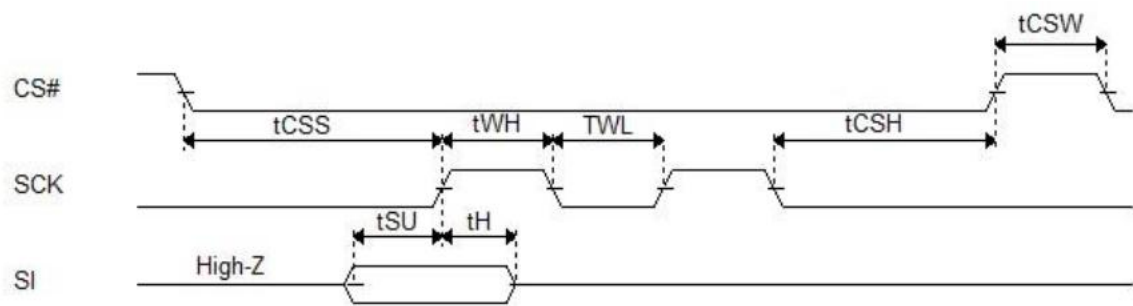 tCSW
CS#
tCSS tWH TWL tCSH
SCK
tSU tH
High-Z
SI